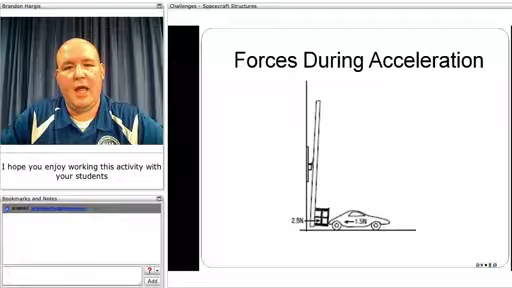 Brandon Hargis
Challenges - Spacecraft Structures
Forces During Acceleration
2.5N
1.5N
I hope you enjoy working this activity with
your students
Bookmarks and Notes
Add